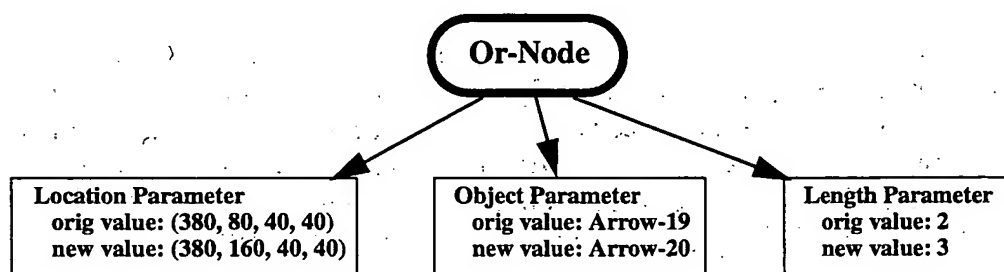 Or-Node
Location Parameter
orig value: (380, 80, 40, 40)
new value: (380, 160, 40, 40)
Object Parameter
orig value: Arrow-19
new value: Arrow-20
Length Parameter
orig value: 2
new value: 3